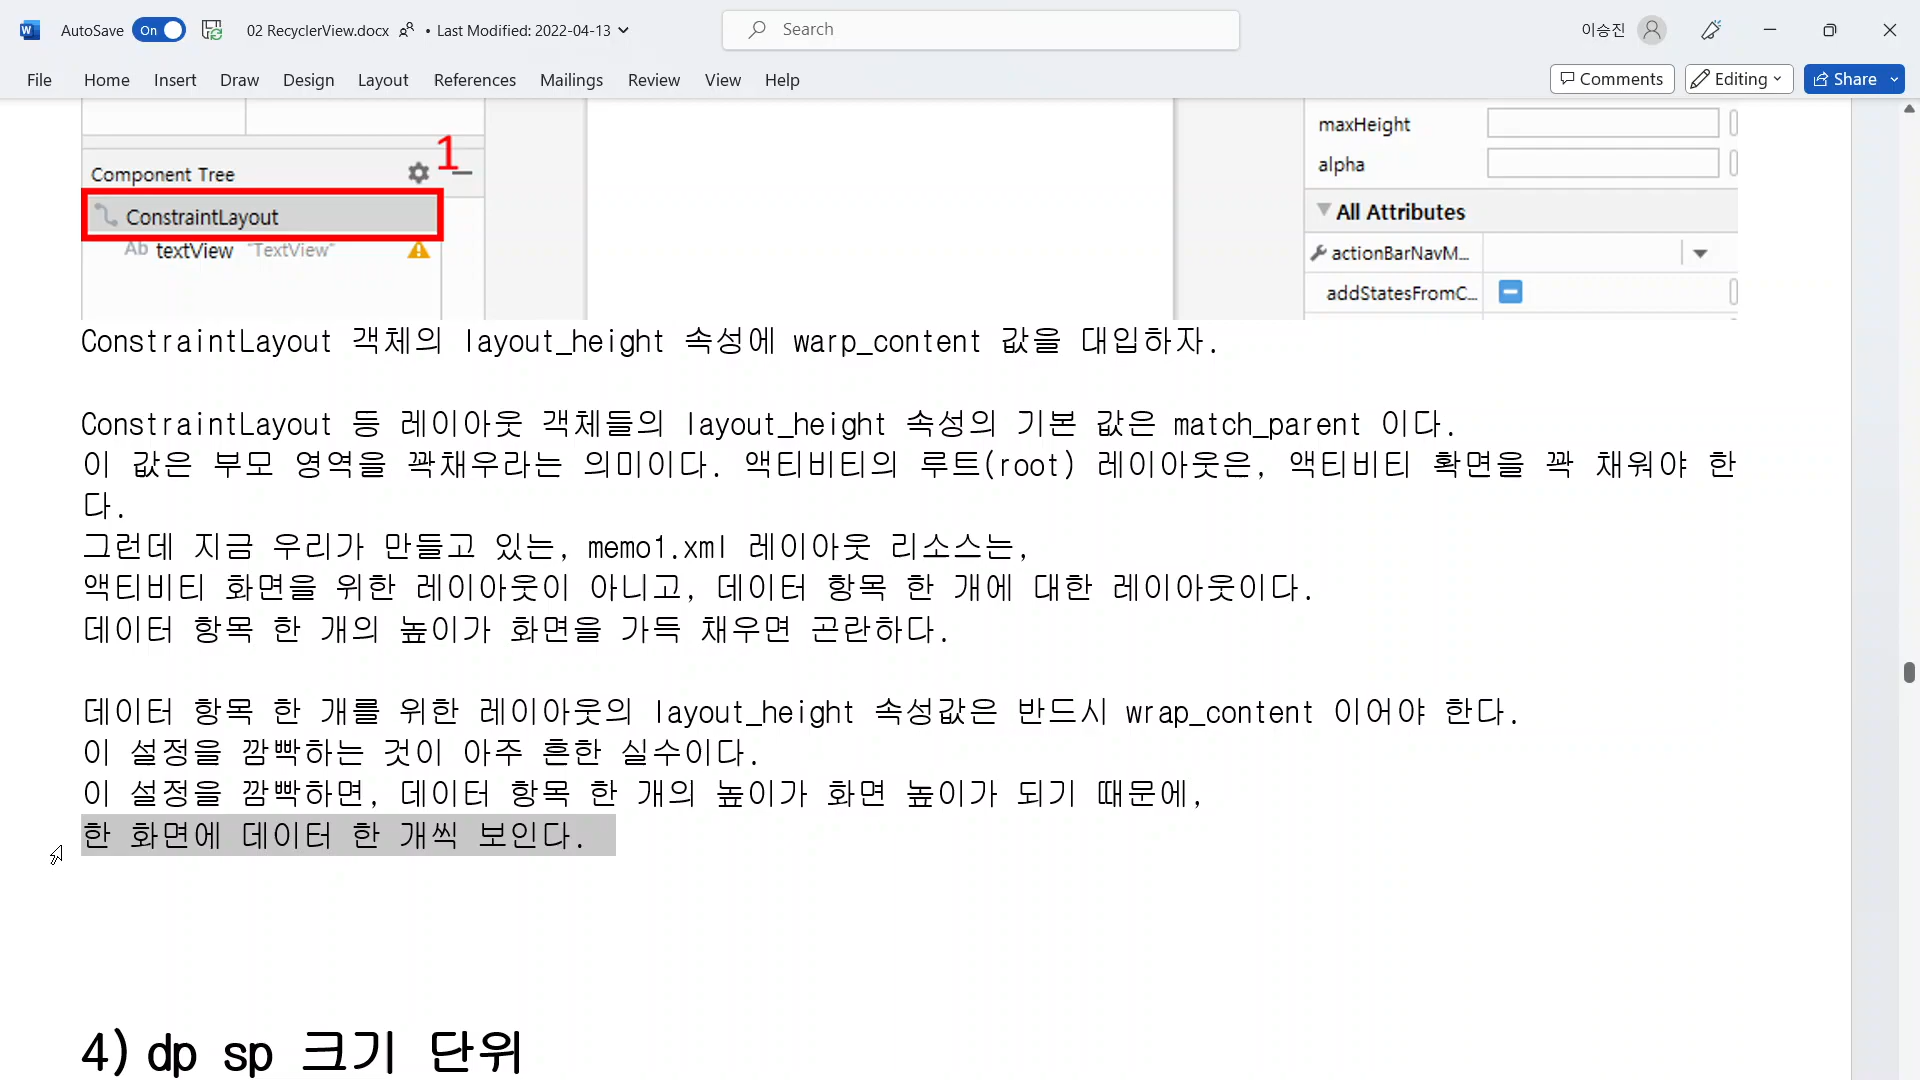 AutoSave On 02 RecyclerView.docx • Last Modified: 2022-04-13 Search 이승진
File Home Insert Draw Design Layout References Mailings Review View Help Comments Editing Share
maxHeight
alpha
1
Component Tree
ConstraintLayout
All Attributes
Ab textView "TextView"
actionBarNavM...
addStatesFromC...
ConstraintLayout 객체의 layout_height 속성에 warp_content 값을 대입하자.
ConstraintLayout 등 레이아웃 객체들의 layout_height 속성의 기본 값은 match_parent 이다.
이 값은 부모 영역을 꽉채우라는 의미이다. 액티비티의 루트(root) 레이아웃은, 액티비티 확면을 꽉 채워야 한
다.
그런데 지금 우리가 만들고 있는, memo1.xml 레이아웃 리소스는,
액티비티 화면을 위한 레이아웃이 아니고, 데이터 항목 한 개에 대한 레이아웃이다.
데이터 항목 한 개의 높이가 화면을 가득 채우면 곤란하다.
데이터 항목 한 개를 위한 레이아웃의 layout_height 속성값은 반드시 wrap_content 이어야 한다.
이 설정을 깜빡하는 것이 아주 흔한 실수이다.
이 설정을 깜빡하면, 데이터 항목 한 개의 높이가 화면 높이가 되기 때문에,
한 화면에 데이터 한 개씩 보인다.
4) dp sp 크기 단위